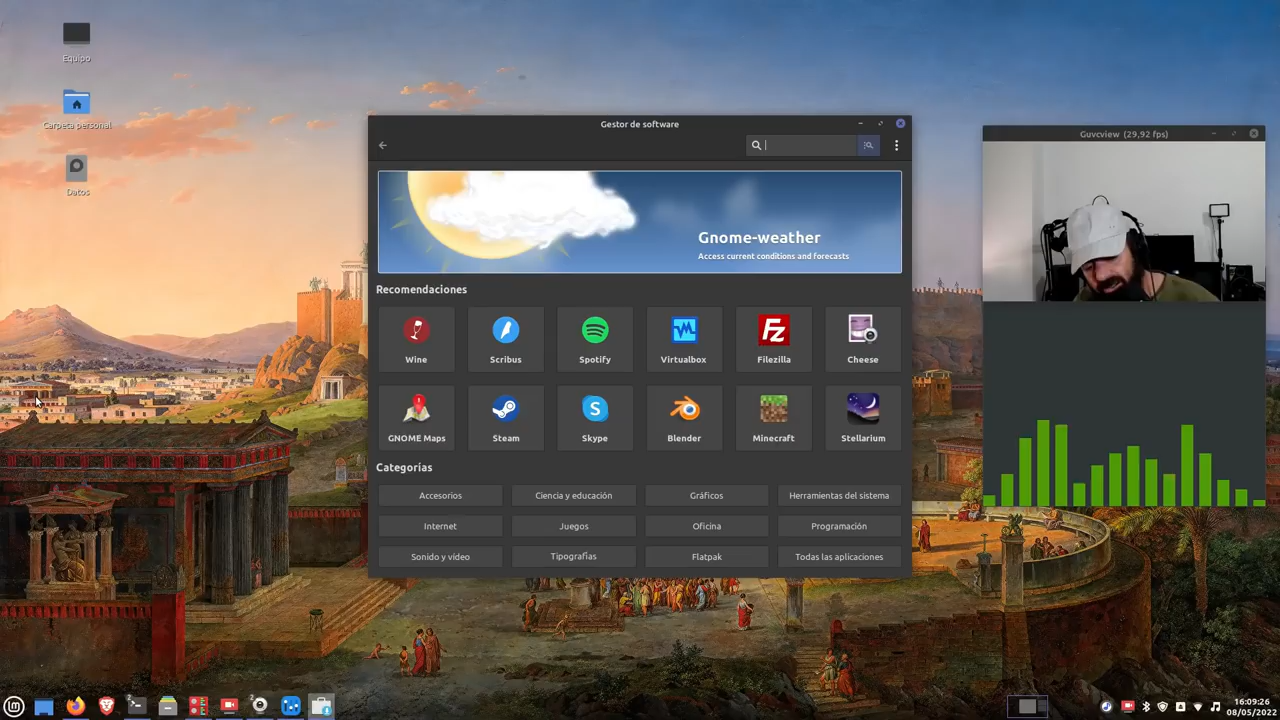 Equipo
Carpeta personal
Datos
Gestor de software
Gnome-weather
Access current conditions and forecasts
Recomendaciones
Wine
Scribus
Spotify
Virtualbox
Filezilla
Cheese
GNOME Maps
Steam
Skype
Blender
Minecraft
Stellarium
Categorías
Accesorios
Ciencia y educación
Gráficos
Herramientas del sistema
Internet
Juegos
Oficina
Programación
Sonido y vídeo
Tipografías
Flatpak
Todas las aplicaciones
Guvcview (29,92 fps)
16:09:26
08/05/2022